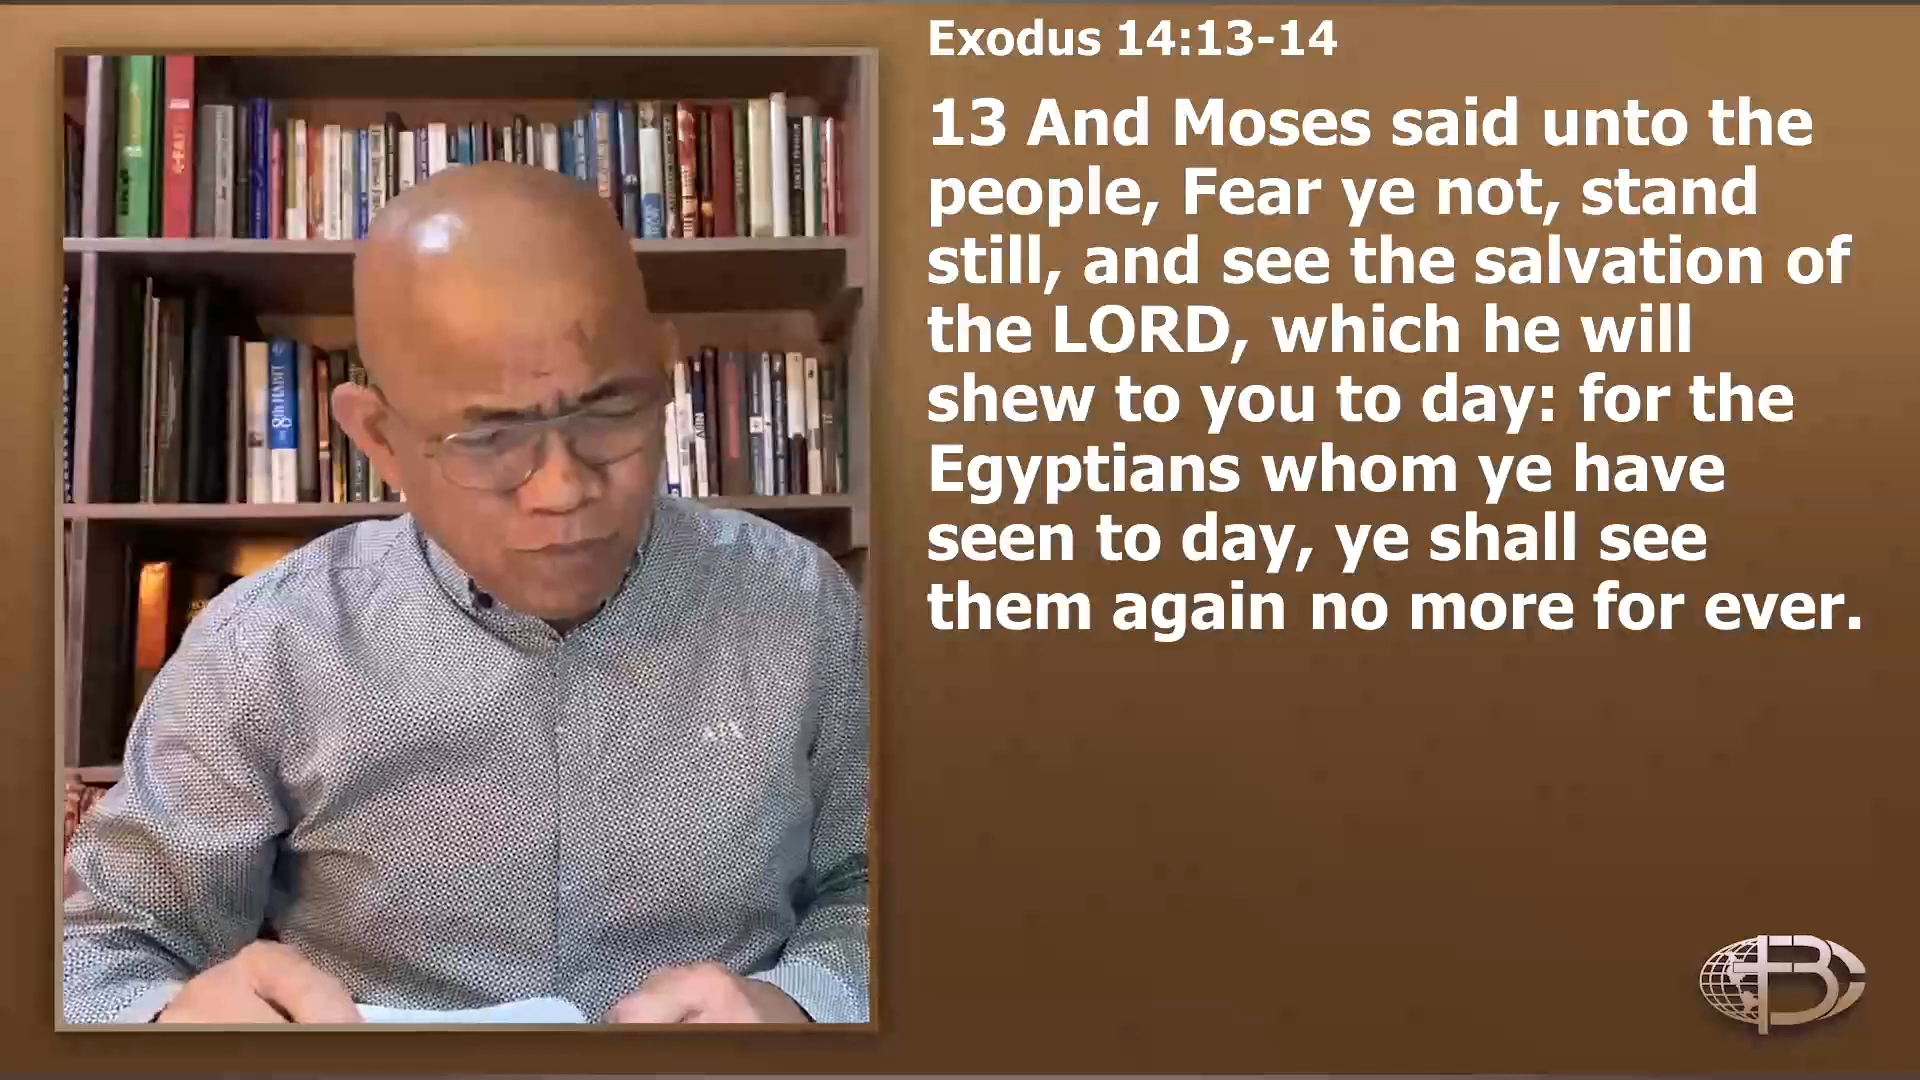 Exodus 14:13-14
13 And Moses said unto the
people, Fear ye not, stand
still, and see the salvation of
the LORD, which he will
shew to you to day: for the
Egyptians whom ye have
seen to day, ye shall see
them again no more for ever.
8th HABIT